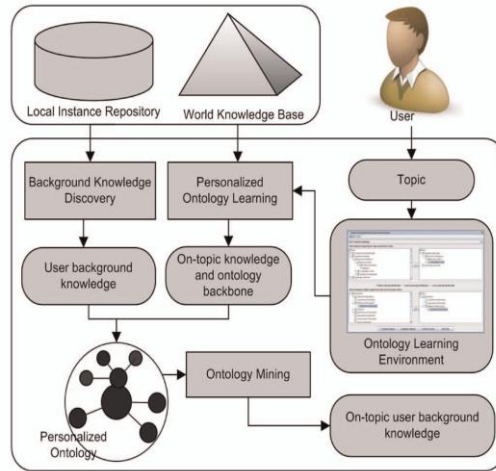 Local Instance Repository
World Knowledge Base
User
Background Knowledge
Discovery
Personalized
Ontology Learning
Topic
User background
knowledge
On-topic knowledge
and ontology
backbone
Ontology Learning
Environment
Ontology Mining
Personalized
Ontology
On-topic user background
knowledge